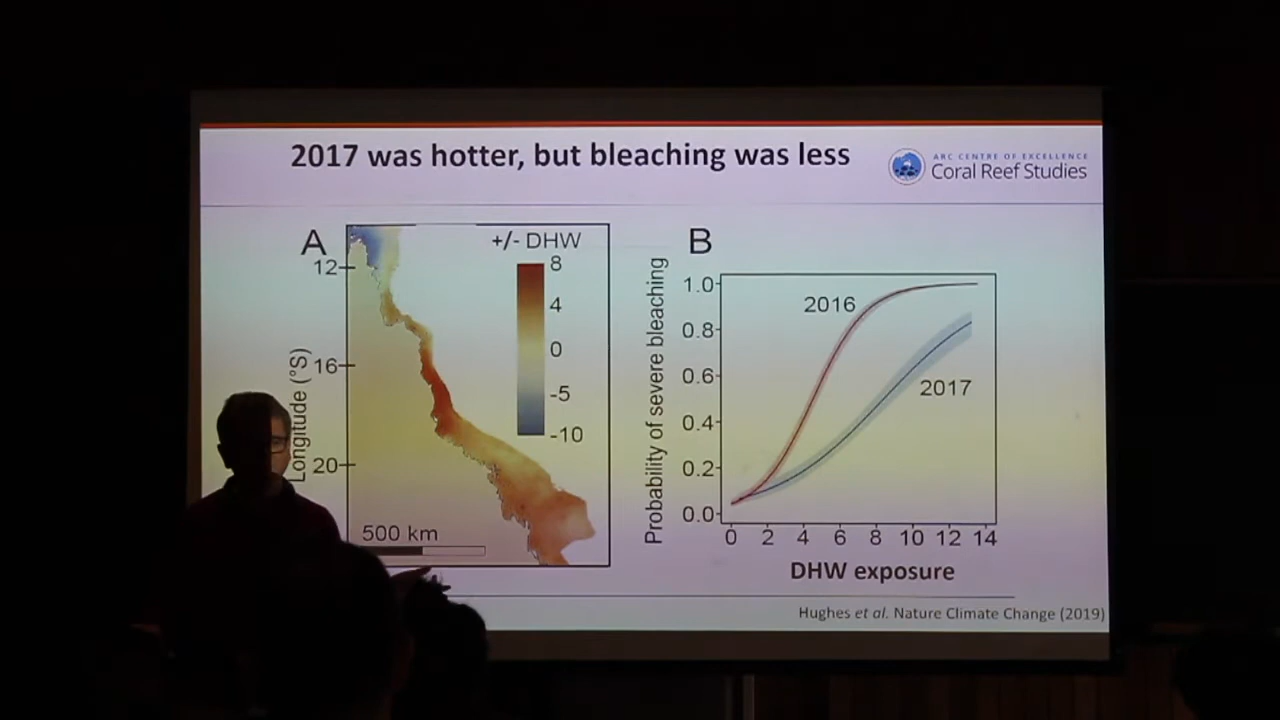 2017 was hotter, but bleaching was less
ARC CENTRE OF EXCELLENCE
Coral Reef Studies
A
+/- DHW
8
4
0
-5
-10
12
16
20
Longitude (°S)
500 km
B
Probability of severe bleaching
1.0
0.8
0.6
0.4
0.2
0.0
2016
2017
0 2 4 6 8 10 12 14
DHW exposure
Hughes et al. Nature Climate Change (2019)